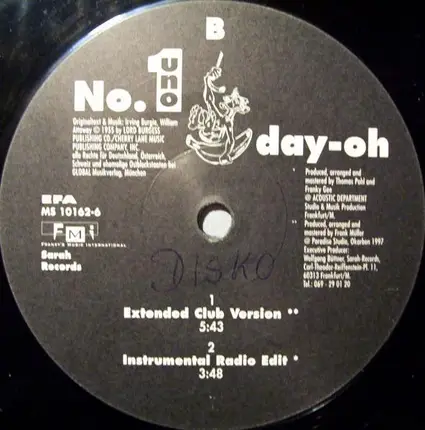 B
No. 1
uno
Originaltext & Musik: Irving Burgie, William
Attaway © 1955 by LORD BURGESS
PUBLISHING CO./CHERRY LANE MUSIC
PUBLISHING COMPANY, INC.
alle Rechte für Deutschland, Österreich,
Schweiz und ehemalige Ostblockstaaten bei
GLOBAL Musikverlag, München
day-oh
* Produced, arranged and
mastered by Thomas Pohl and
Franky Gee
@ ACOUSTIC DEPARTMENT
Studio & Musik Production
Frankfurt/M.
** Produced, arranged and
mastered by Frank Müller
@ Paradise Studio, Okarben 1997
Executive Producer:
Wolfgang Büttner, Sarah-Records,
Carl-Theodor-Reiffenstein-Pl. 11,
60313 Frankfurt/M.
Tel.: 069 - 29 01 20
EFA
MS 10162-6
FMI
FRANKY'S MUSIC INTERNATIONAL
Sarah
Records
DISKO
1
Extended Club Version **
5:43
2
Instrumental Radio Edit *
3:48